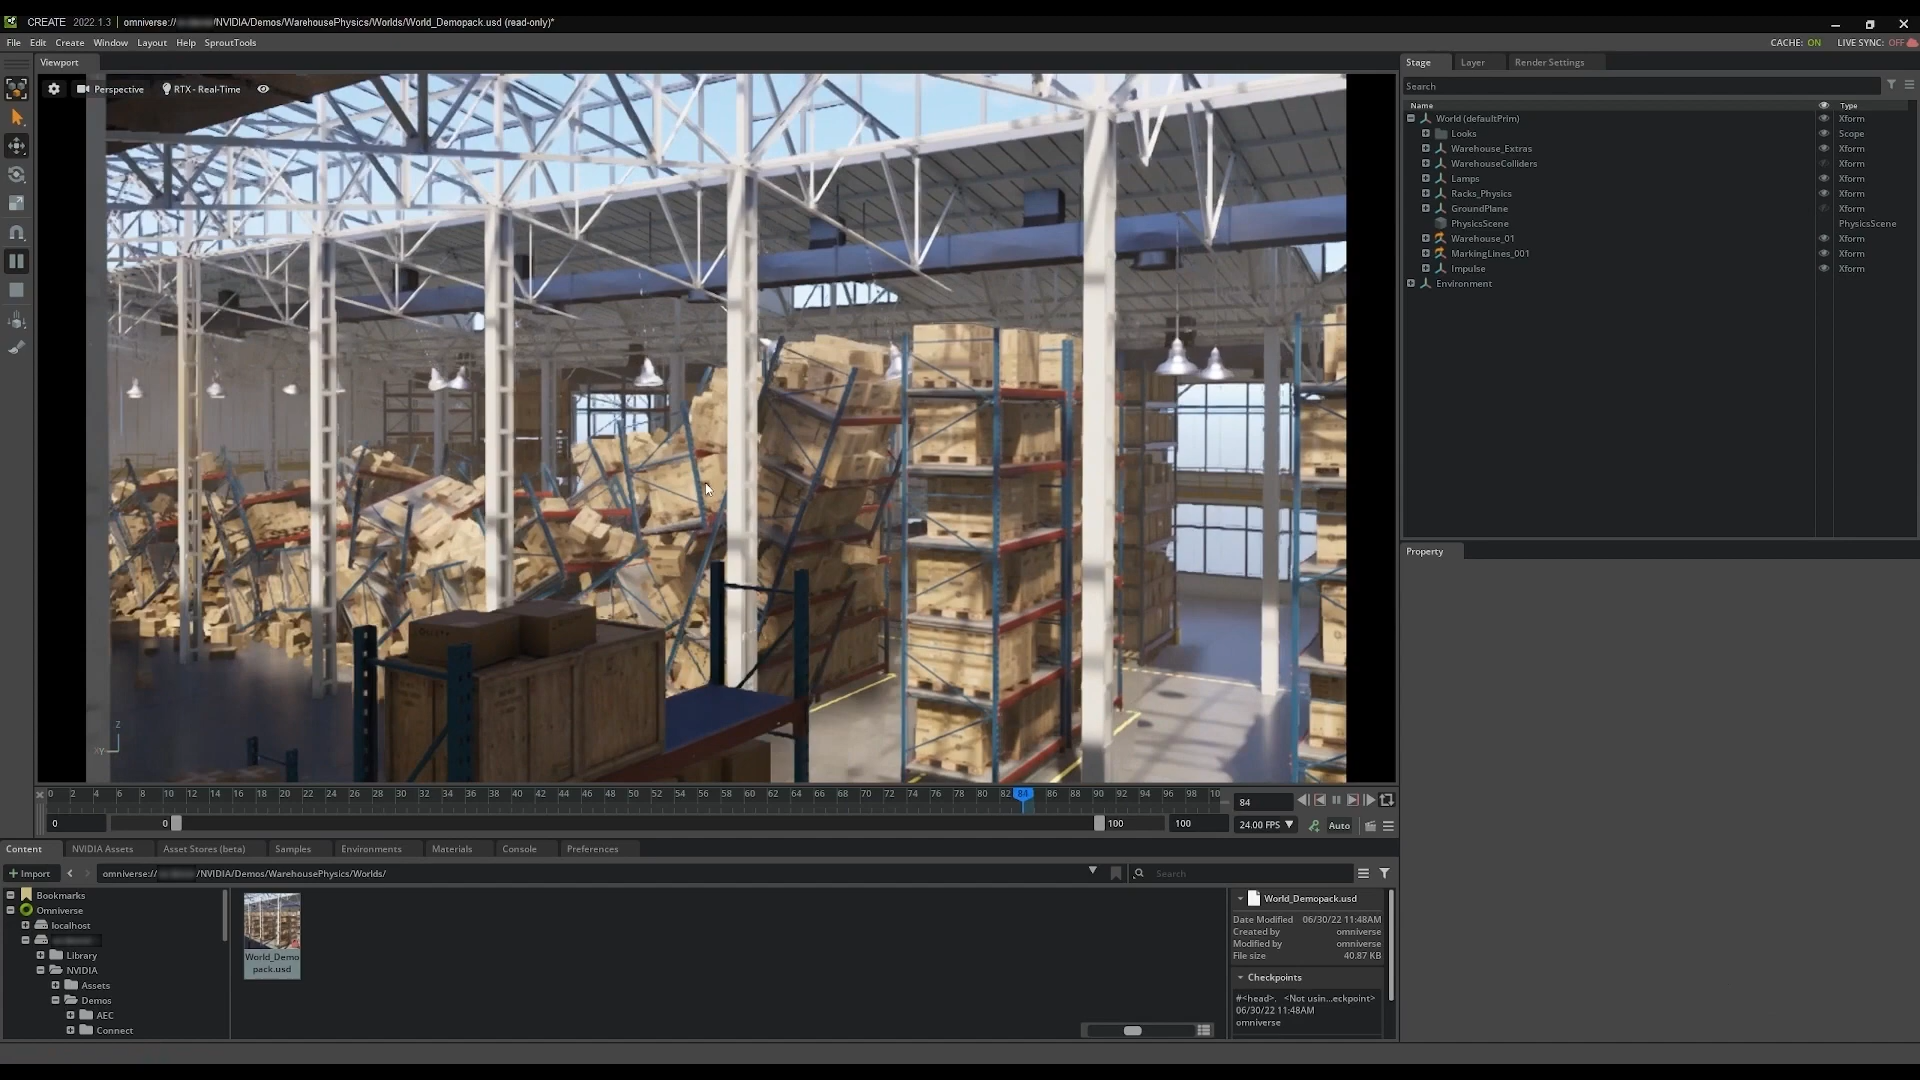 CREATE 2022.1.3 | omniverse:// /NVIDIA/Demos/WarehousePhysics/Worlds/World_Demopack.usd (read-only)*
File Edit Create Window Layout Help SproutTools
CACHE: ON LIVE SYNC: OFF
Viewport
Perspective RTX - Real-Time
Stage Layer Render Settings
Search
Name Type
World (defaultPrim) Xform
Looks Scope
Warehouse_Extras Xform
WarehouseColliders Xform
Lamps Xform
Racks_Physics Xform
GroundPlane Xform
PhysicsScene PhysicsScene
Warehouse_01 Xform
MarkingLines_001 Xform
Impulse Xform
Environment
Property
Z
Y
0 2 4 6 8 10 12 14 16 18 20 22 24 26 28 30 32 34 36 38 40 42 44 46 48 50 52 54 56 58 60 62 64 66 68 70 72 74 76 78 80 82 84 86 88 90 92 94 96 98 10
84
0 0 100 100 24.00 FPS Auto
Content NVIDIA Assets Asset Stores (beta) Samples Environments Materials Console Preferences
Import omniverse:// /NVIDIA/Demos/WarehousePhysics/Worlds/ Search
Bookmarks
Omniverse
localhost
Library
NVIDIA
Assets
Demos
AEC
Connect
World_Demo
pack.usd
World_Demopack.usd
Date Modified 06/30/22 11:48AM
Created by omniverse
Modified by omniverse
File size 40.87 KB
Checkpoints
#<head>. <Not usin...eckpoint>
06/30/22 11:48AM
omniverse